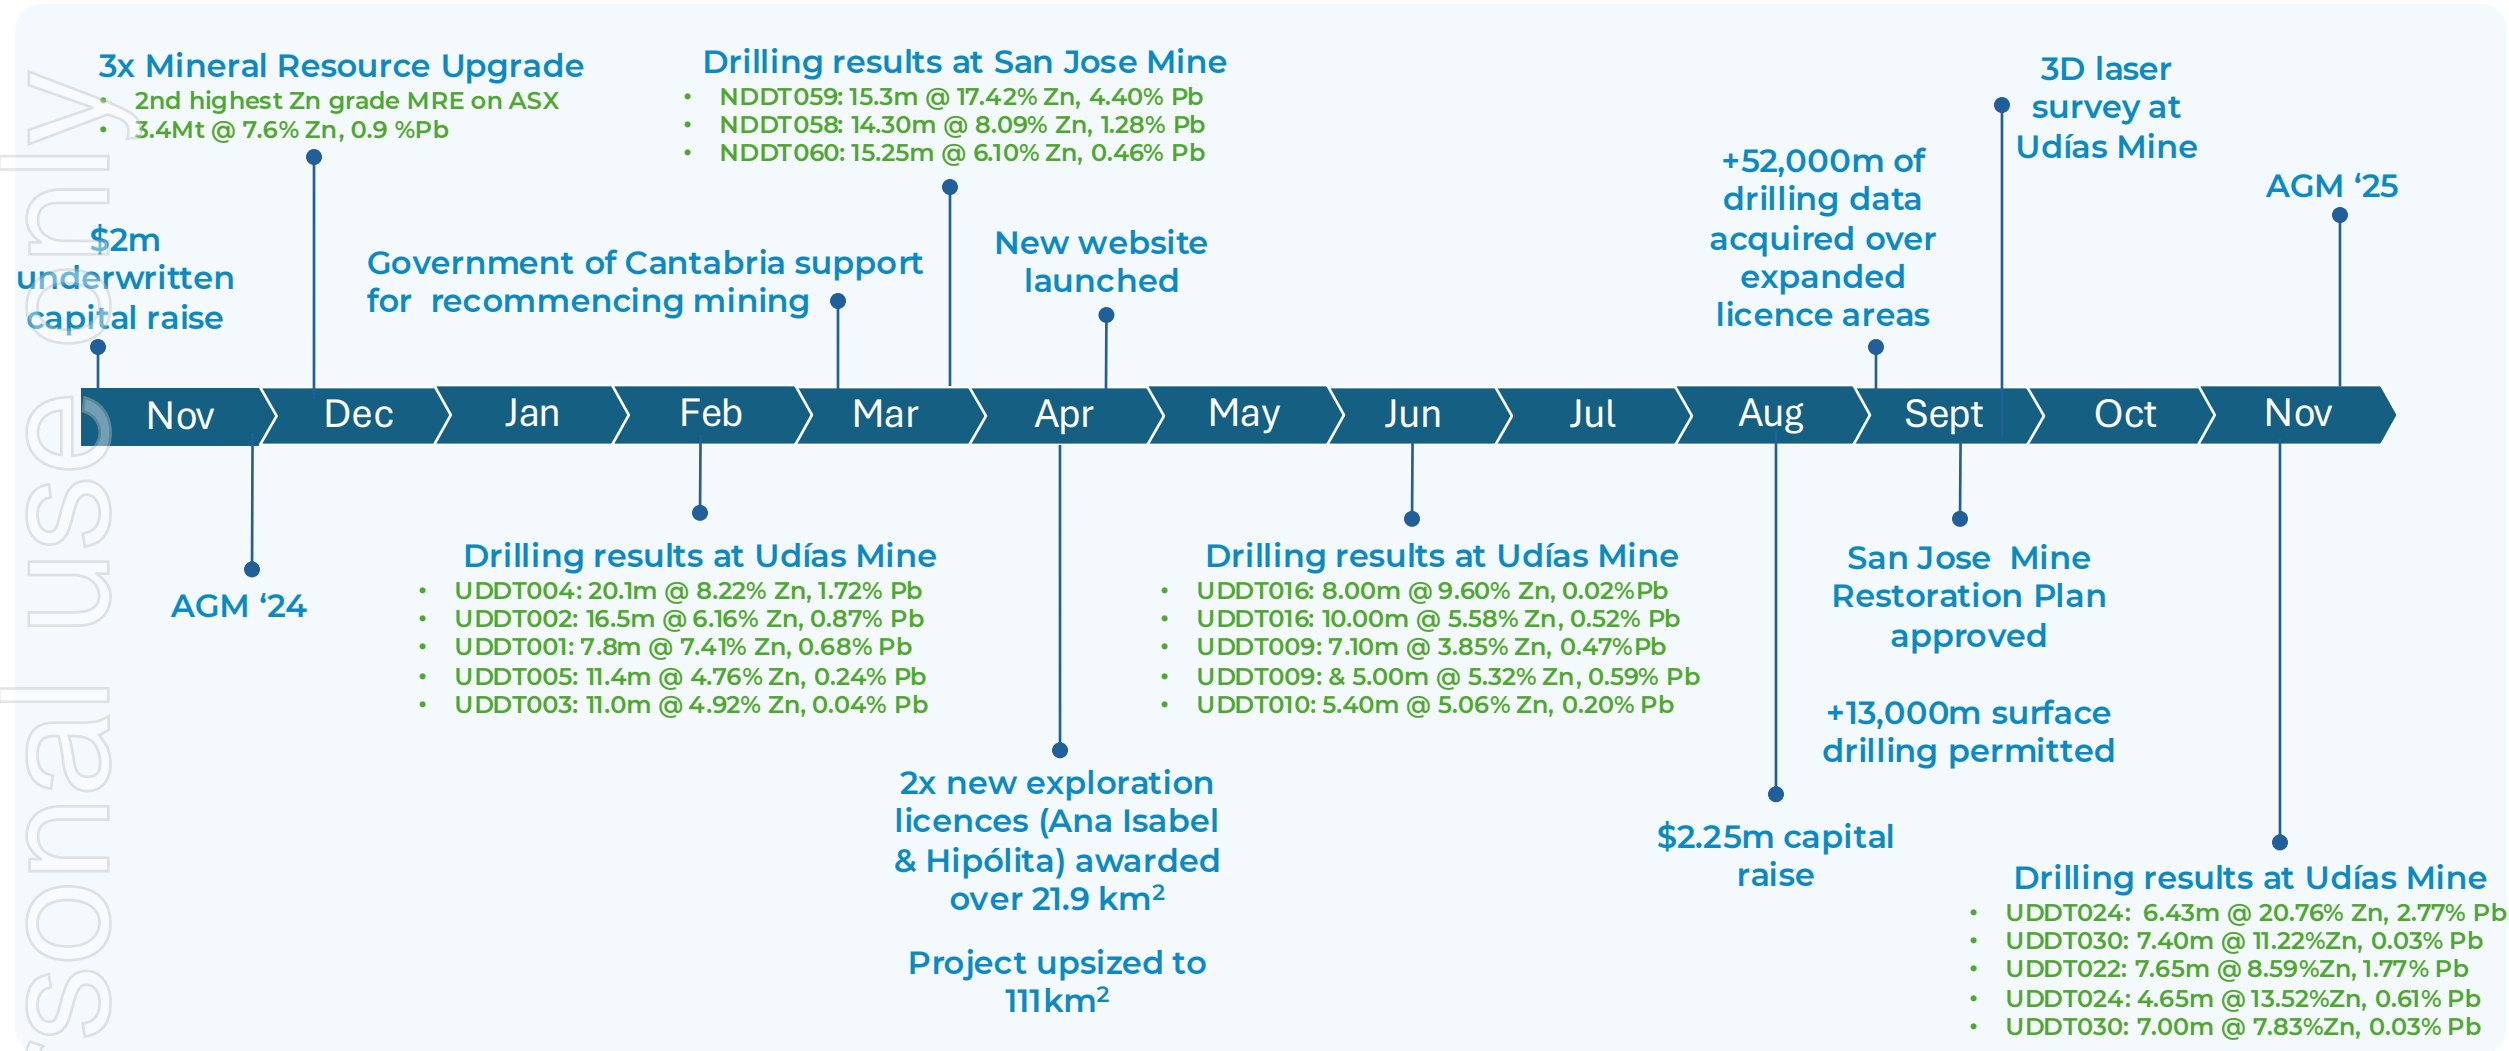 3x Mineral Resource Upgrade
• 2nd highest Zn grade MRE on ASX
• 3.4Mt @ 7.6% Zn, 0.9 %Pb
Drilling results at San Jose Mine
• NDDT059: 15.3m @ 17.42% Zn, 4.40% Pb
• NDDT058: 14.30m @ 8.09% Zn, 1.28% Pb
• NDDT060: 15.25m @ 6.10% Zn, 0.46% Pb
3D laser
survey at
Udías Mine
+52,000m of
drilling data
acquired over
expanded
licence areas
AGM ‘25
$2m
underwritten
capital raise
Government of Cantabria support
for  recommencing mining
New website
launched
Nov
Dec
Jan
Feb
Mar
Apr
May
Jun
Jul
Aug
Sept
Oct
Nov
AGM ‘24
Drilling results at Udías Mine
• UDDT004: 20.1m @ 8.22% Zn, 1.72% Pb
• UDDT002: 16.5m @ 6.16% Zn, 0.87% Pb
• UDDT001: 7.8m @ 7.41% Zn, 0.68% Pb
• UDDT005: 11.4m @ 4.76% Zn, 0.24% Pb
• UDDT003: 11.0m @ 4.92% Zn, 0.04% Pb
2x new exploration
licences (Ana Isabel
& Hipólita) awarded
over 21.9 km²
Project upsized to
111km²
Drilling results at Udías Mine
• UDDT016: 8.00m @ 9.60% Zn, 0.02%Pb
• UDDT016: 10.00m @ 5.58% Zn, 0.52% Pb
• UDDT009: 7.10m @ 3.85% Zn, 0.47%Pb
• UDDT009: & 5.00m @ 5.32% Zn, 0.59% Pb
• UDDT010: 5.40m @ 5.06% Zn, 0.20% Pb
San Jose  Mine
Restoration Plan
approved
+13,000m surface
drilling permitted
$2.25m capital
raise
Drilling results at Udías Mine
• UDDT024:  6.43m @ 20.76% Zn, 2.77% Pb
• UDDT030: 7.40m @ 11.22%Zn, 0.03% Pb
• UDDT022: 7.65m @ 8.59%Zn, 1.77% Pb
• UDDT024: 4.65m @ 13.52%Zn, 0.61% Pb
• UDDT030: 7.00m @ 7.83%Zn, 0.03% Pb
rsonal use only